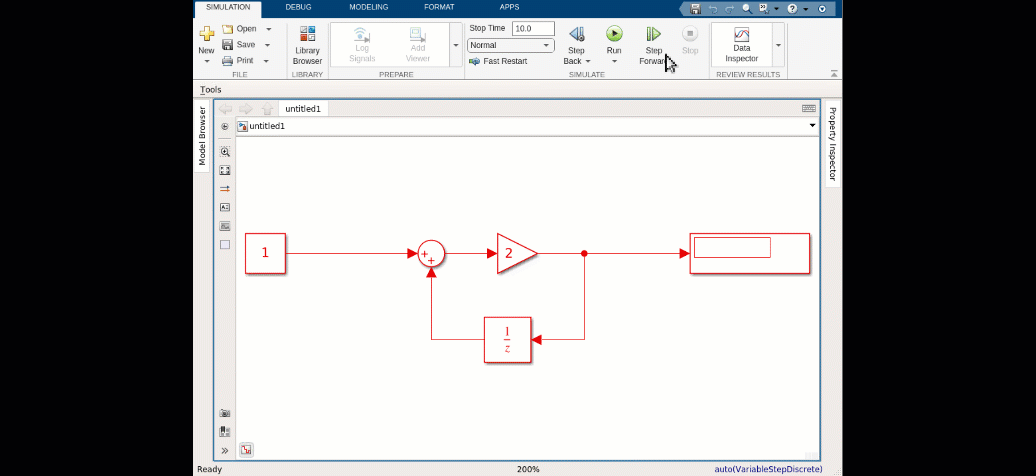 SIMULATION DEBUG MODELING FORMAT APPS
New
Open
Save
Print
FILE
Library
Browser
LIBRARY
Log
Signals
Add
Viewer
PREPARE
Stop Time 10.0
Normal
Fast Restart
Step
Back
Run
Step
Forward
Stop
SIMULATE
Data
Inspector
REVIEW RESULTS
Tools
Model Browser
untitled1
untitled1
Property Inspector
1
+
+
2
1
z
Ready 200% auto(VariableStepDiscrete)